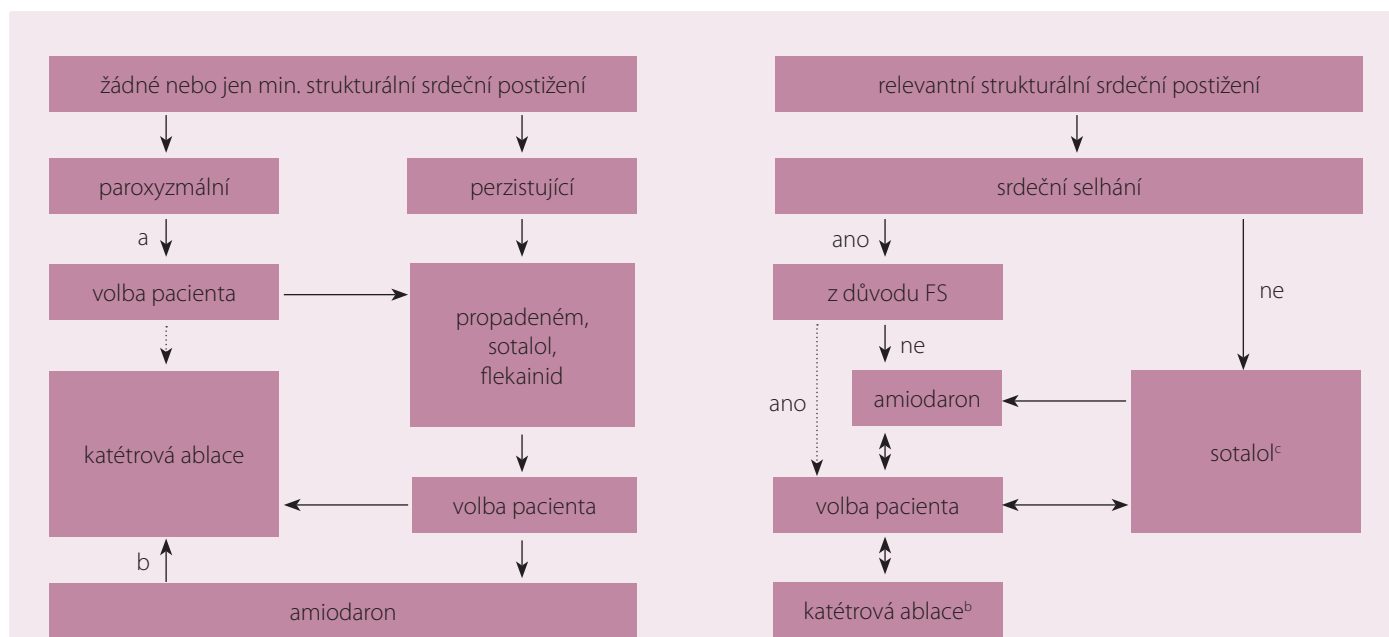 žádné nebo jen min. strukturální srdeční postižení
paroxyzmální
perzistující
a
volba pacienta
propadeném,
sotalol,
flekainid
katétrová ablace
volba pacienta
b
amiodaron
relevantní strukturální srdeční postižení
srdeční selhání
ano
ne
z důvodu FS
ne
ano
amiodaron
sotalolᶜ
volba pacienta
katétrová ablaceᵇ